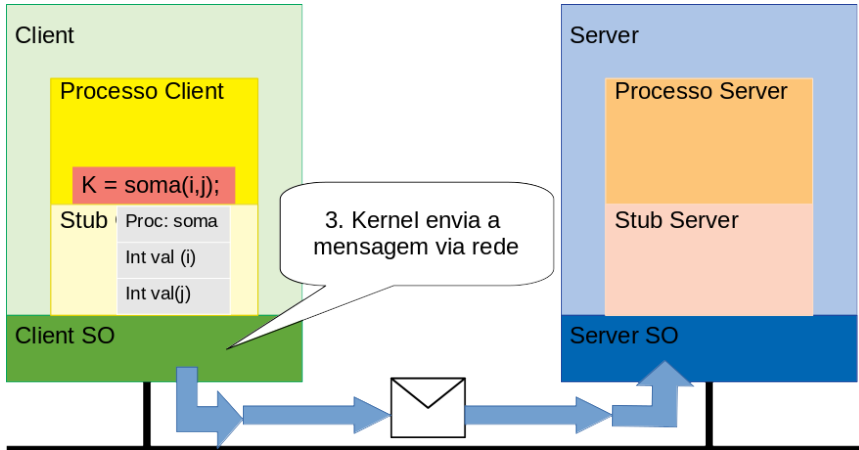 Client
Processo Client
K = soma(i,j);
Stub
Proc: soma
Int val (i)
Int val(j)
Client SO
3. Kernel envia a
mensagem via rede
Server
Processo Server
Stub Server
Server SO